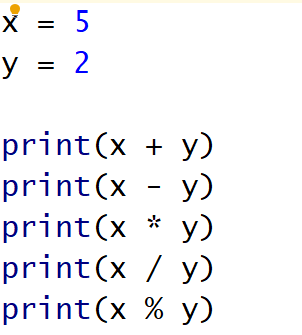 x = 5
y = 2
print(x + y)
print(x - y)
print(x * y)
print(x / y)
print(x % y)